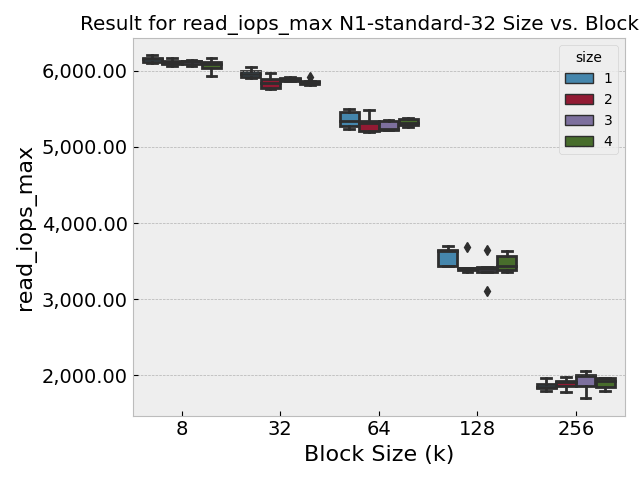 Result for read_iops_max N1-standard-32 Size vs. Block
size
1
2
3
4
6,000.00
5,000.00
4,000.00
3,000.00
2,000.00
read_iops_max
8 32 64 128 256
Block Size (k)